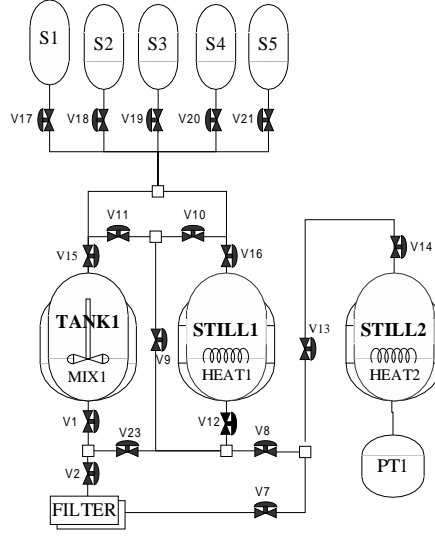 S1 S2 S3 S4 S5
V17 V18 V19 V20 V21
V11 V10
V15 V16 V14
TANK1 STILL1 STILL2
V13
V9
MIX1 HEAT1 HEAT2
V1 V12
V23 V8
V2
PT1
V7
FILTER